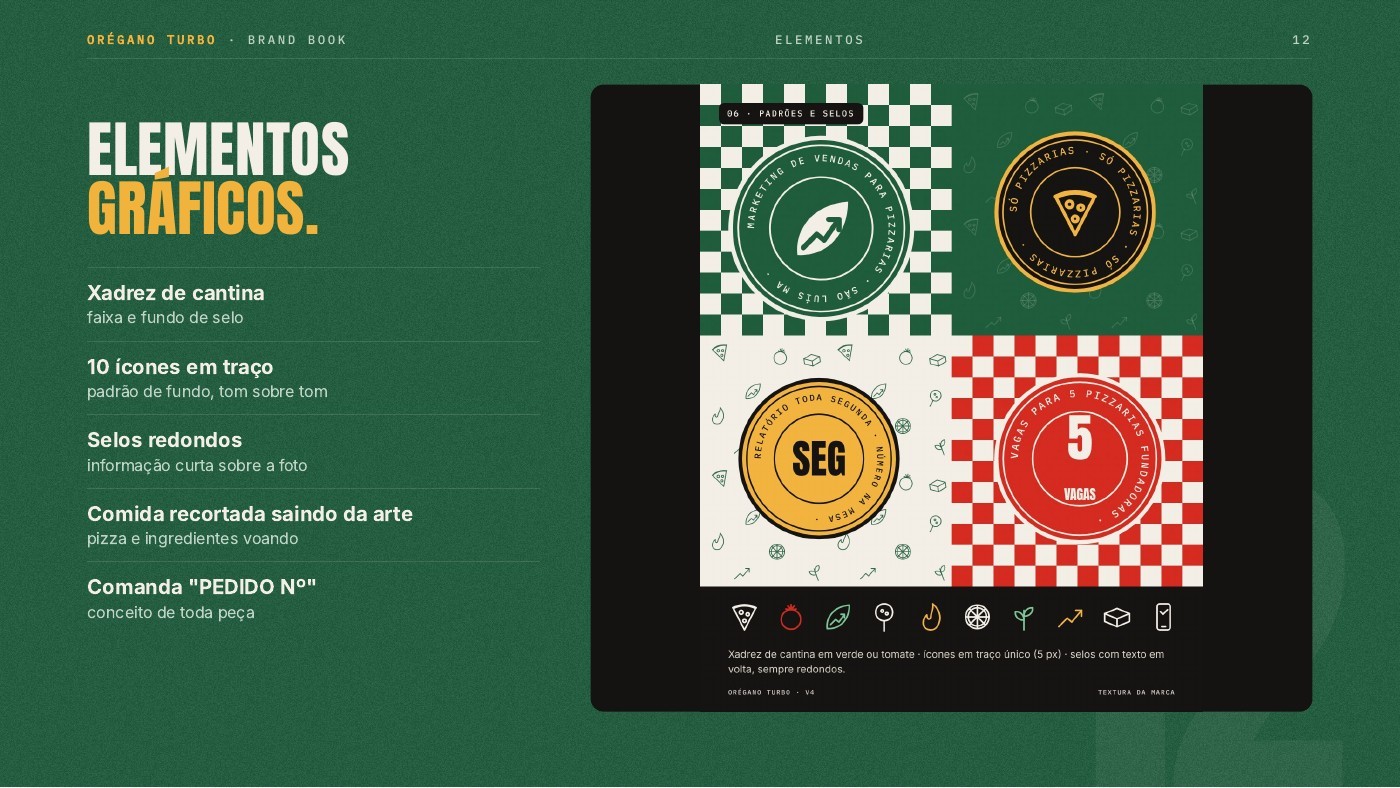 ORÉGANO TURBO · BRAND BOOK
ELEMENTOS
12
ELEMENTOS
GRÁFICOS.
Xadrez de cantina
faixa e fundo de selo
10 ícones em traço
padrão de fundo, tom sobre tom
Selos redondos
informação curta sobre a foto
Comida recortada saindo da arte
pizza e ingredientes voando
Comanda "PEDIDO Nº"
conceito de toda peça
06 · PADRÕES E SELOS
MARKETING DE VENDAS PARA PIZZARIAS · SÃO LUÍS MA ·
SÓ PIZZARIAS · SÓ PIZZARIAS · SÓ PIZZARIAS ·
RELATÓRIO TODA SEGUNDA · NÚMERO NA MESA ·
SEG
VAGAS PARA 5 PIZZARIAS FUNDADORAS ·
5
VAGAS
Xadrez de cantina em verde ou tomate · ícones em traço único (5 px) · selos com texto em
volta, sempre redondos.
ORÉGANO TURBO · V4
TEXTURA DA MARCA
12